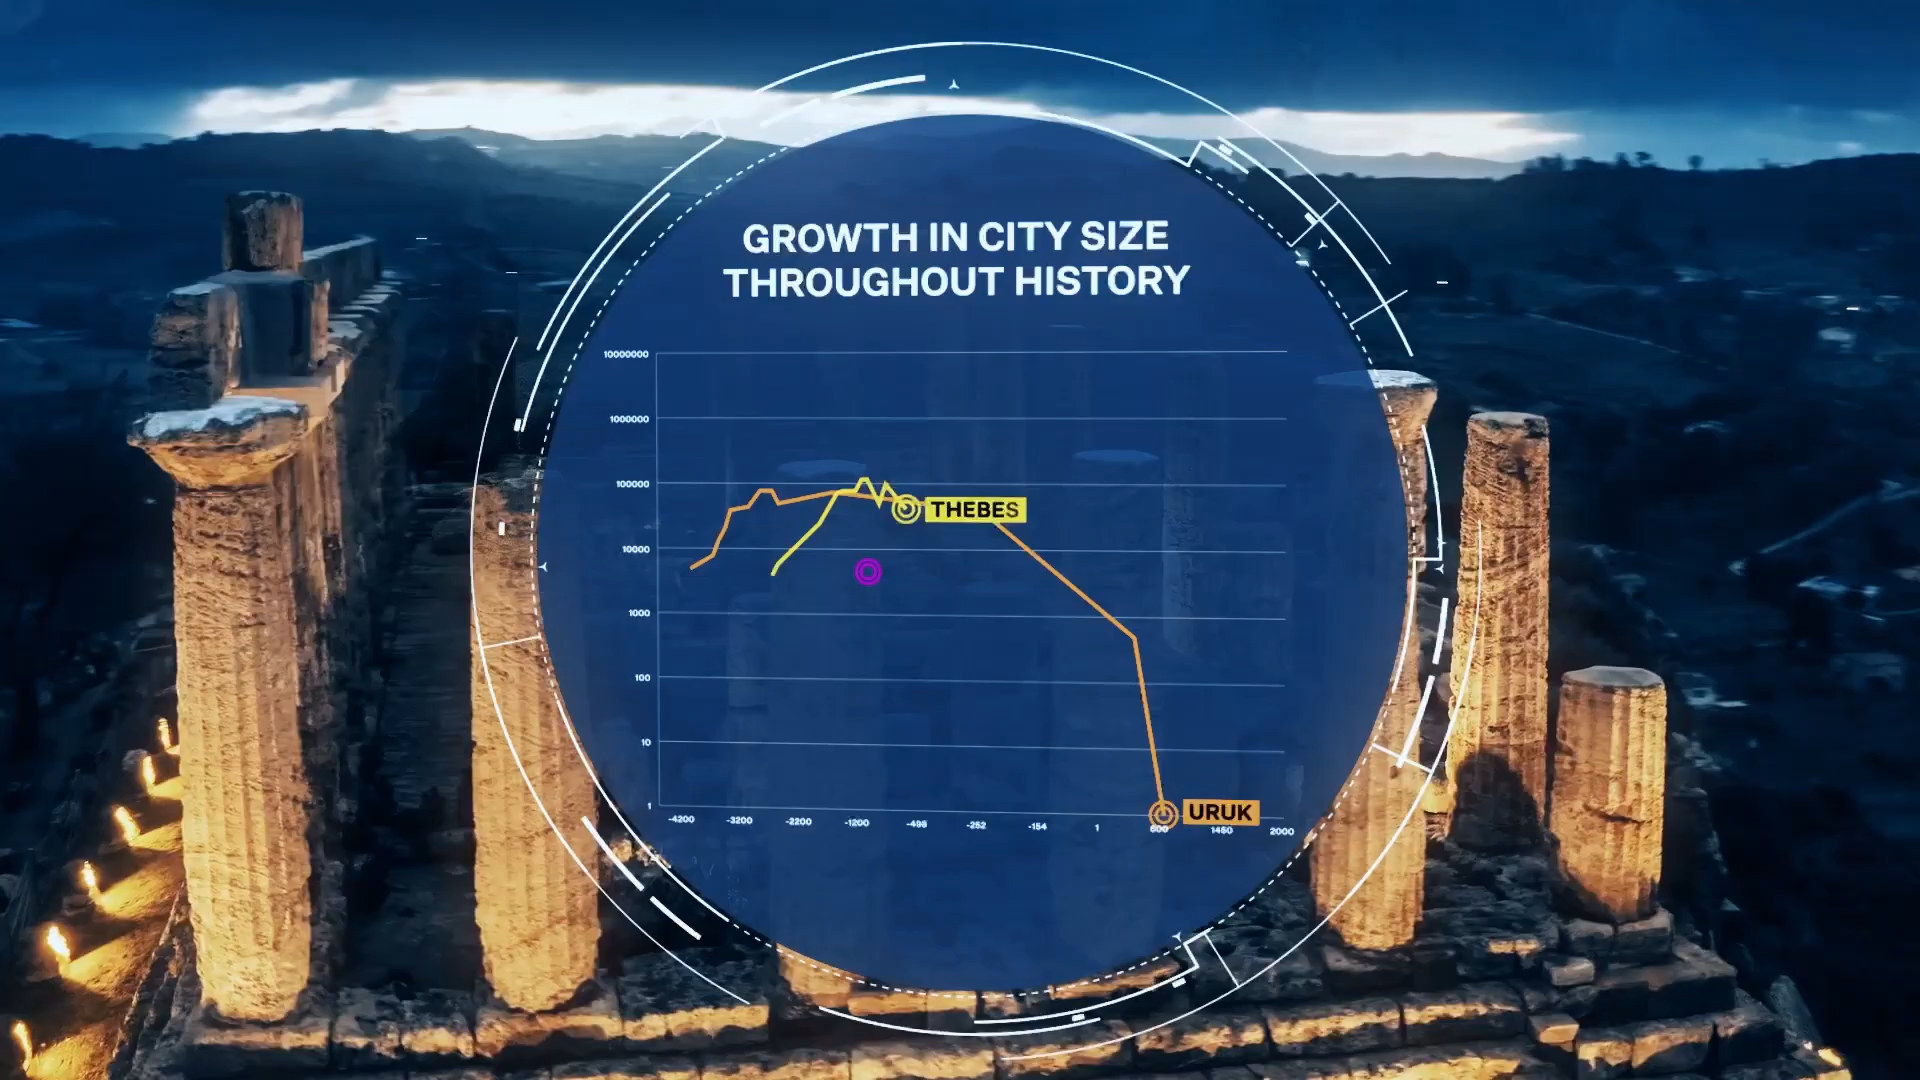 GROWTH IN CITY SIZE
THROUGHOUT HISTORY
10000000
1000000
100000
10000
1000
100
10
1
THEBES
URUK
-4200 -3200 -2200 -1200 -496 -252 -154 1 600 1450 2000